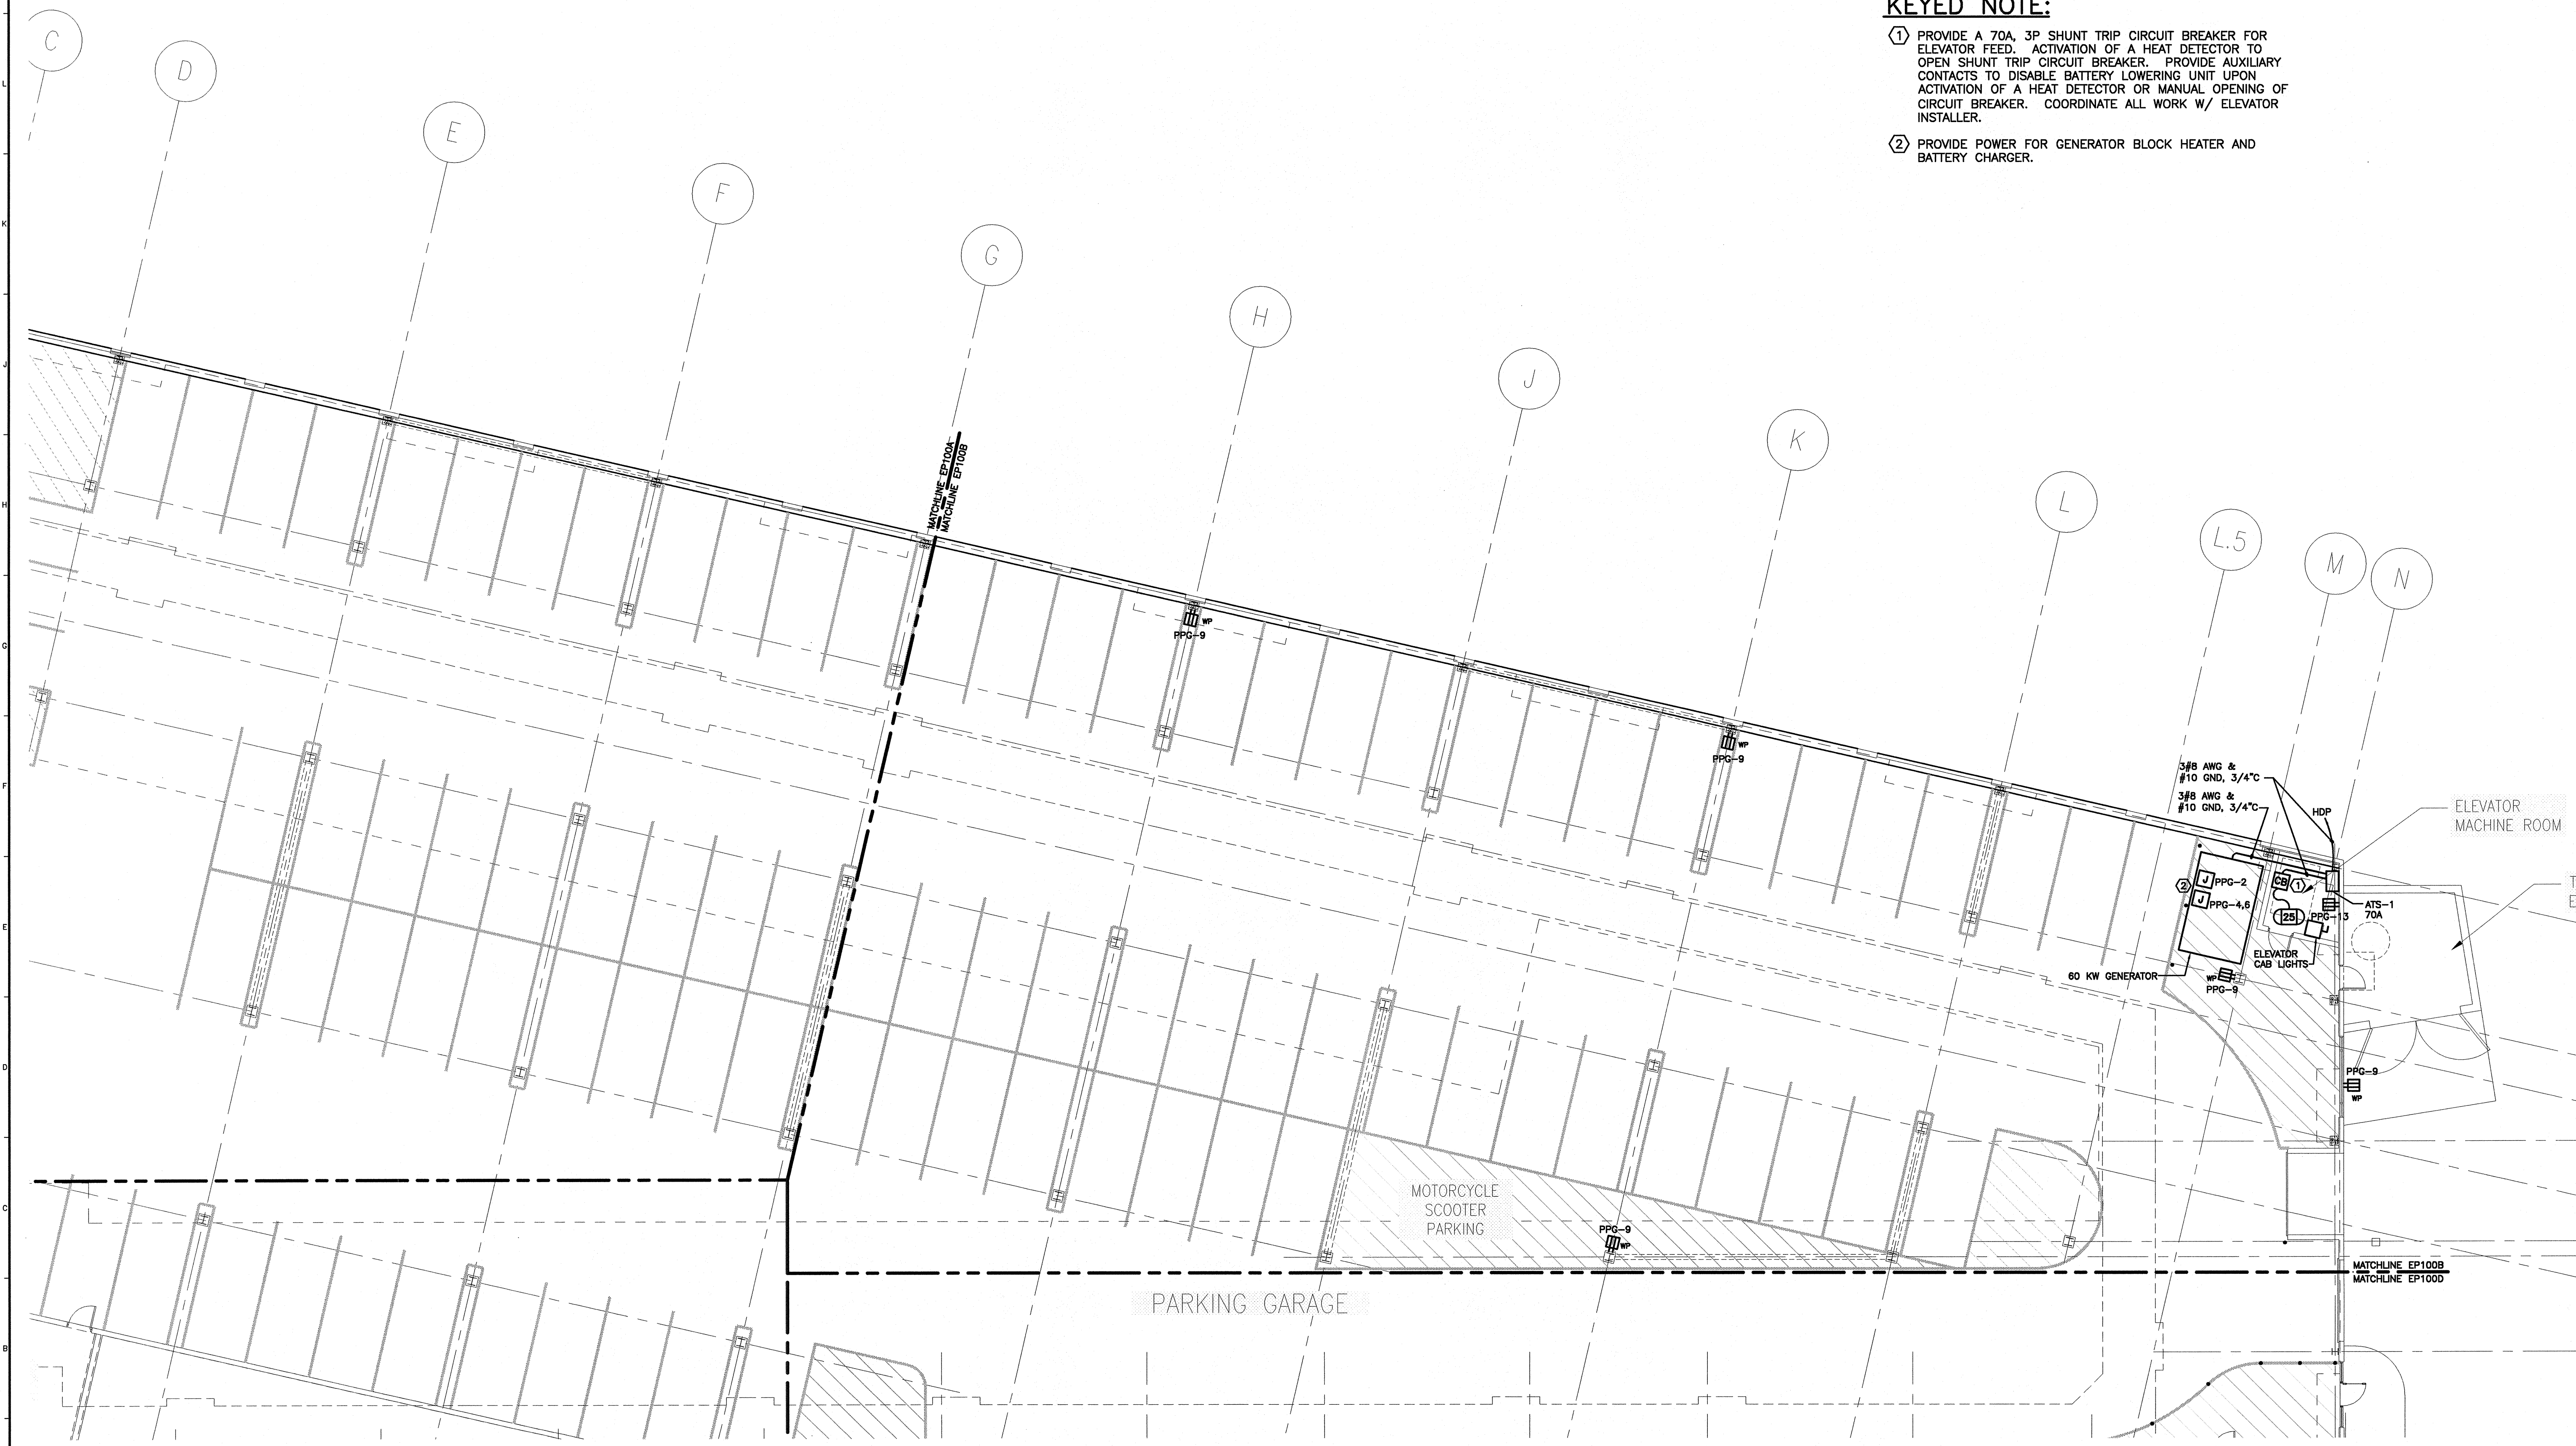 KEYED NOTE:
1 PROVIDE A 70A, 3P SHUNT TRIP CIRCUIT BREAKER FOR
ELEVATOR FEED. ACTIVATION OF A HEAT DETECTOR TO
OPEN SHUNT TRIP CIRCUIT BREAKER. PROVIDE AUXILIARY
CONTACTS TO DISABLE BATTERY LOWERING UNIT UPON
ACTIVATION OF A HEAT DETECTOR OR MANUAL OPENING OF
CIRCUIT BREAKER. COORDINATE ALL WORK W/ ELEVATOR
INSTALLER.
2 PROVIDE POWER FOR GENERATOR BLOCK HEATER AND
BATTERY CHARGER.
C
D
E
F
G
H
J
K
L
L.5
M
N
L
K
J
H
G
F
E
D
C
B
MATCHLINE EP100A
MATCHLINE EP100B
WP
PPG-9
WP
PPG-9
3#8 AWG &
#10 GND, 3/4"C
3#8 AWG &
#10 GND, 3/4"C
HDP
ELEVATOR
MACHINE ROOM
2
J
PPG-2
J
PPG-4,6
CB
1
25
PPG-13
ATS-1
70A
ELEVATOR
CAB LIGHTS
60 KW GENERATOR
WP
PPG-9
T
E
PPG-9
WP
MOTORCYCLE
SCOOTER
PARKING
PPG-9
WP
MATCHLINE EP100B
MATCHLINE EP100D
PARKING GARAGE